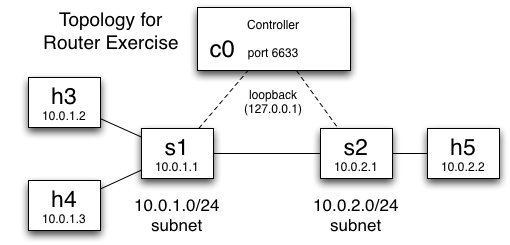 Topology for
Router Exercise
Controller
c0 port 6633
loopback
(127.0.0.1)
h3
10.0.1.2
s1
10.0.1.1
s2
10.0.2.1
h5
10.0.2.2
h4
10.0.1.3
10.0.1.0/24
subnet
10.0.2.0/24
subnet